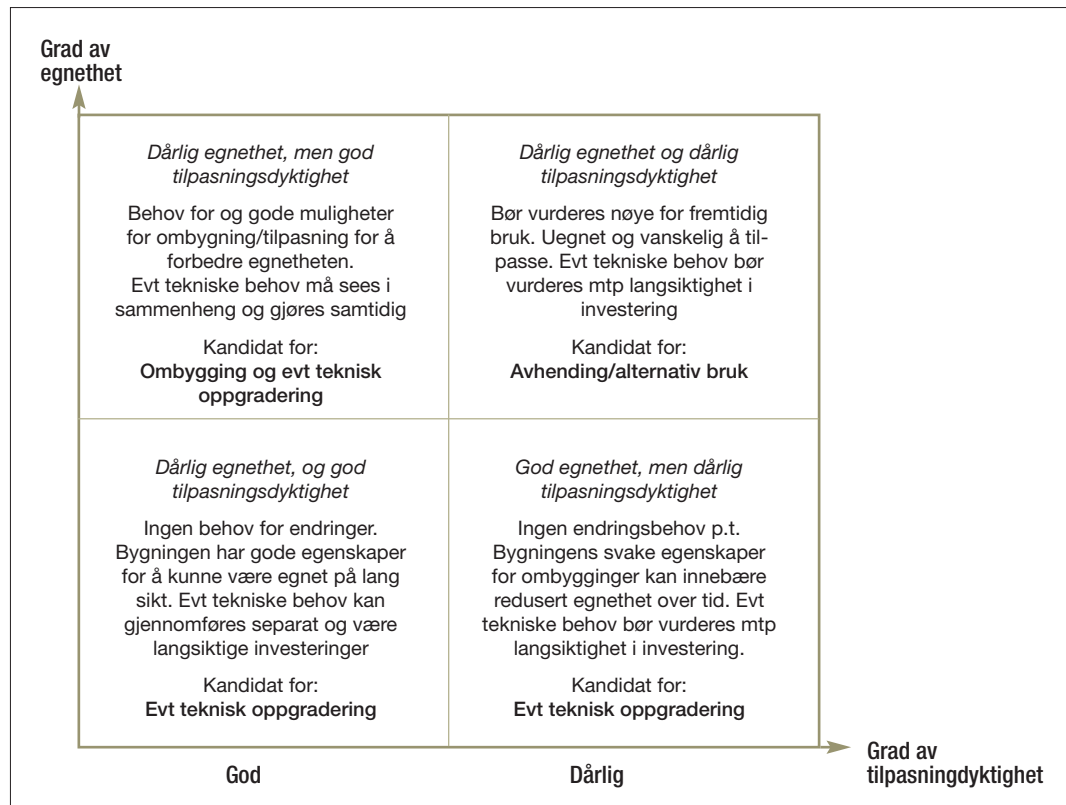 Grad av
egnethet
Dårlig egnethet, men god
tilpasningsdyktighet
Behov for og gode muligheter
for ombygning/tilpasning for å
forbedre egnetheten.
Evt tekniske behov må sees i
sammenheng og gjøres samtidig
Kandidat for:
Ombygging og evt teknisk
oppgradering
Dårlig egnethet og dårlig
tilpasningsdyktighet
Bør vurderes nøye for fremtidig
bruk. Uegnet og vanskelig å til-
passe. Evt tekniske behov bør
vurderes mtp langsiktighet i
investering
Kandidat for:
Avhending/alternativ bruk
Dårlig egnethet, og god
tilpasningsdyktighet
Ingen behov for endringer.
Bygningen har gode egenskaper
for å kunne være egnet på lang
sikt. Evt tekniske behov kan
gjennomføres separat og være
langsiktige investeringer
Kandidat for:
Evt teknisk oppgradering
God egnethet, men dårlig
tilpasningsdyktighet
Ingen endringsbehov p.t.
Bygningens svake egenskaper
for ombygginger kan innebære
redusert egnethet over tid. Evt
tekniske behov bør vurderes mtp
langsiktighet i investering.
Kandidat for:
Evt teknisk oppgradering
God
Dårlig
Grad av
tilpasningdyktighet